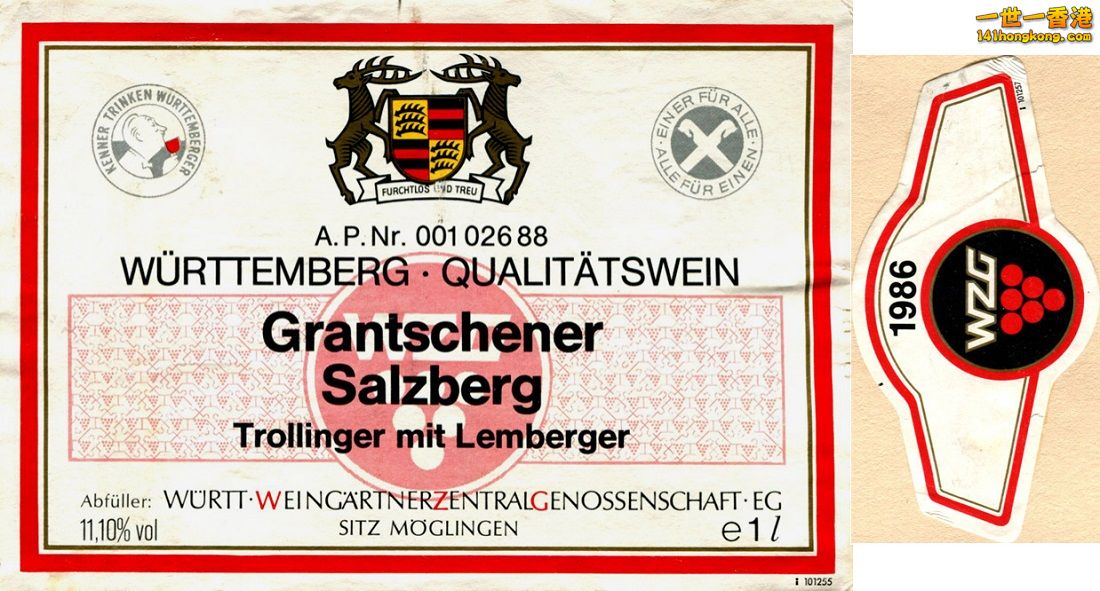 一世一香港
141hongkong.com
KENNER TRINKEN WÜRTTEMBERGER
EINER FÜR ALLE · ALLE FÜR EINEN ·
FURCHTLOS UND TREU
A.P.Nr. 001 026 88
WÜRTTEMBERG · QUALITÄTSWEIN
WZG
Grantschener
Salzberg
Trollinger mit Lemberger
Abfüller: WÜRTT·WEINGÄRTNERZENTRALGENOSSENSCHAFT·EG
11,10% vol
SITZ MÖGLINGEN
e 1 l
i 101255
i 101257
1986
WZG